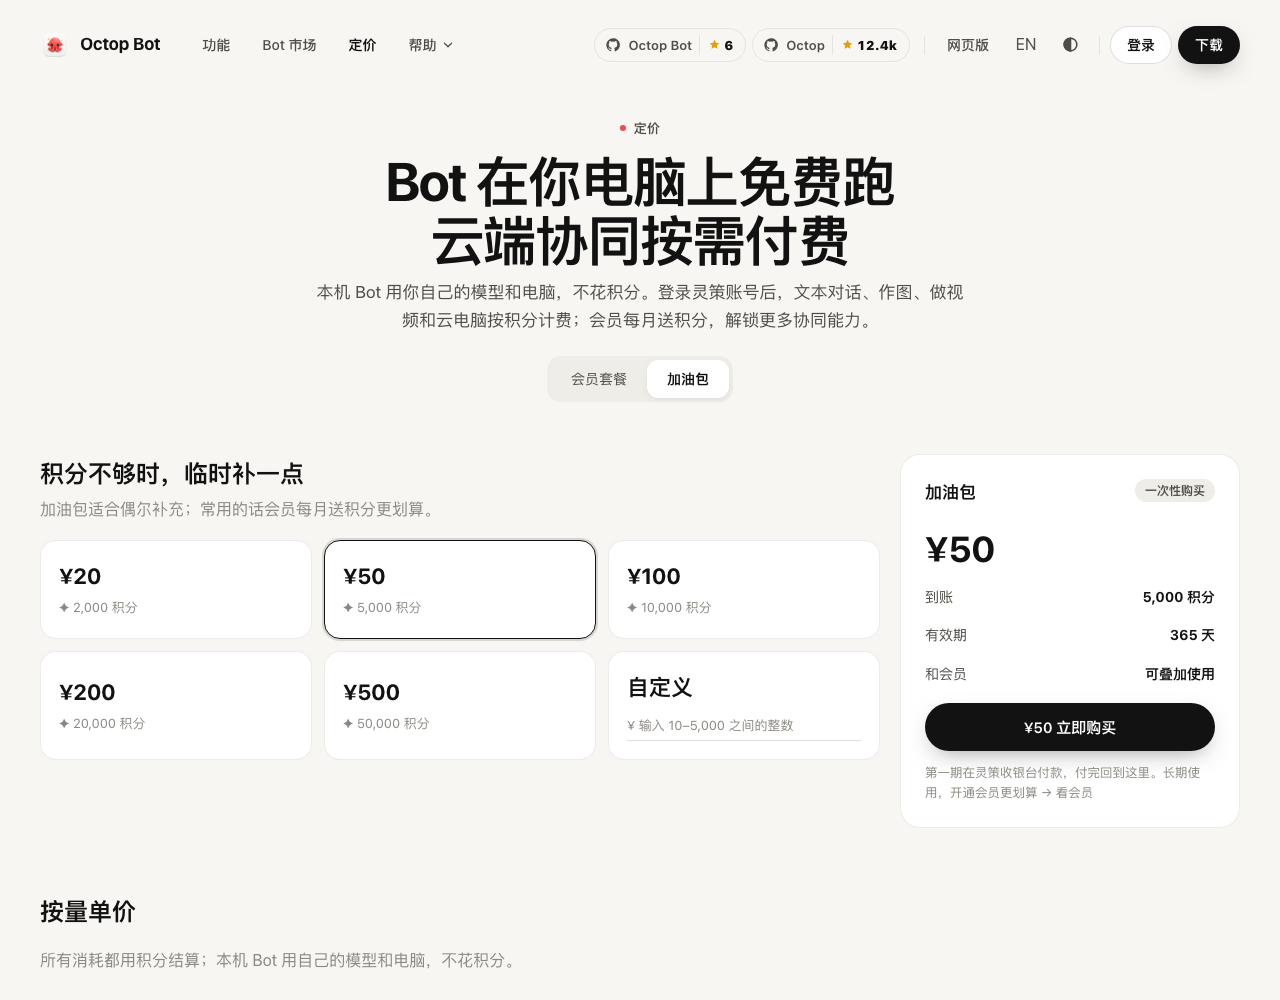 Octop Bot
功能
Bot 市场
定价
帮助
Octop Bot ★ 6
Octop ★ 12.4k
网页版
EN
登录
下载
定价
Bot 在你电脑上免费跑
云端协同按需付费
本机 Bot 用你自己的模型和电脑，不花积分。登录灵策账号后，文本对话、作图、做视
频和云电脑按积分计费；会员每月送积分，解锁更多协同能力。
会员套餐
加油包
积分不够时，临时补一点
加油包适合偶尔补充；常用的话会员每月送积分更划算。
¥20
✦ 2,000 积分
¥50
✦ 5,000 积分
¥100
✦ 10,000 积分
¥200
✦ 20,000 积分
¥500
✦ 50,000 积分
自定义
¥ 输入 10–5,000 之间的整数
加油包
一次性购买
¥50
到账 5,000 积分
有效期 365 天
和会员 可叠加使用
¥50 立即购买
第一期在灵策收银台付款，付完回到这里。长期使
用，开通会员更划算 → 看会员
按量单价
所有消耗都用积分结算；本机 Bot 用自己的模型和电脑，不花积分。